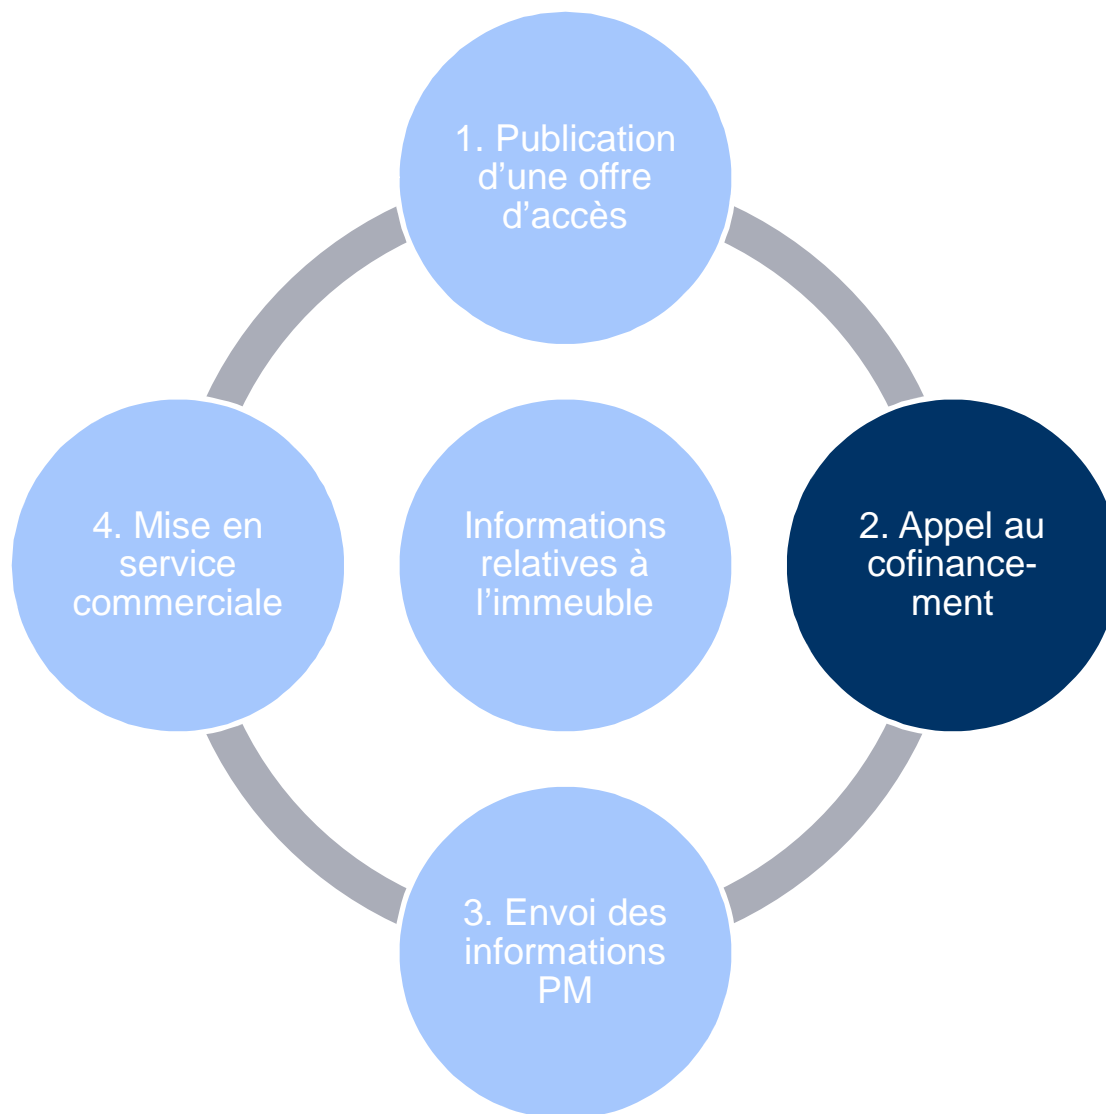 1. Publication
d’une offre
d’accès
4. Mise en
service
commerciale
Informations
relatives à
l’immeuble
2. Appel au
cofinance-
ment
3. Envoi des
informations
PM